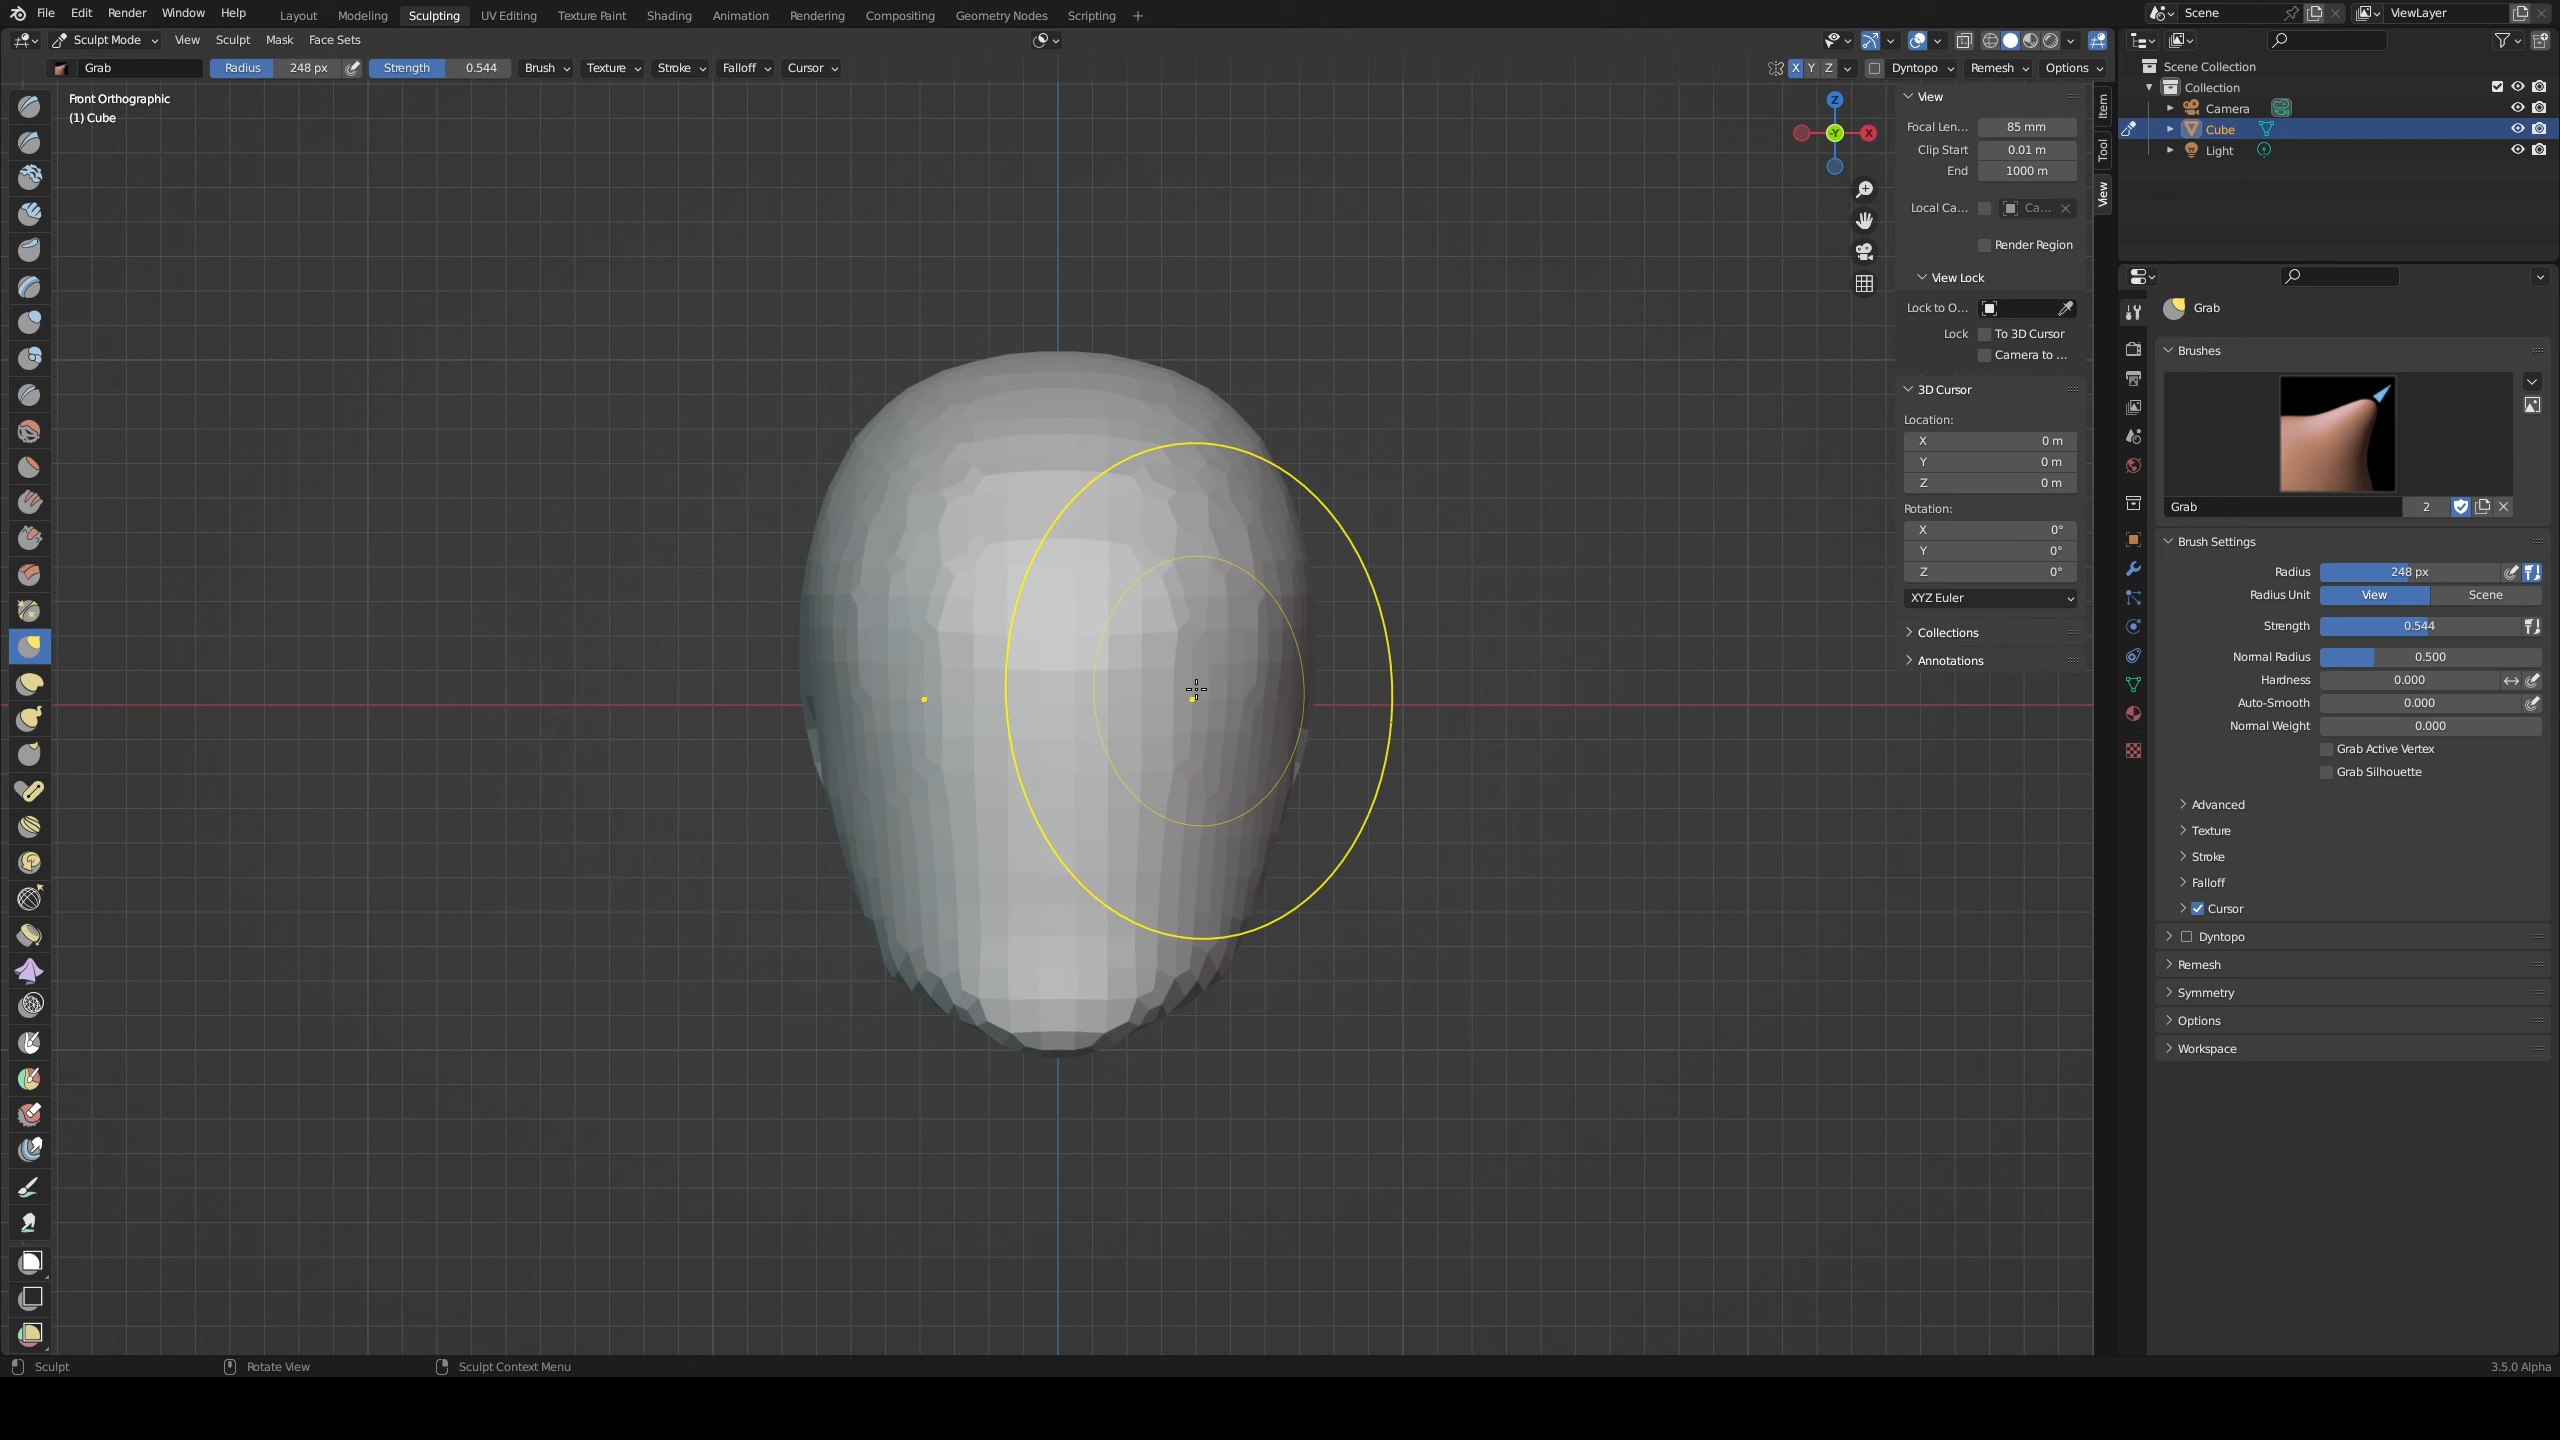 File Edit Render Window Help Layout Modeling Sculpting UV Editing Texture Paint Shading Animation Rendering Compositing Geometry Nodes Scripting Scene ViewLayer
Sculpt Mode View Sculpt Mask Face Sets
Grab Radius 248 px Strength 0.544 Brush Texture Stroke Falloff Cursor X Y Z Dyntopo Remesh Options
Front Orthographic
(1) Cube
Z
Y
X
View
Focal Len... 85 mm
Clip Start 0.01 m
End 1000 m
Local Ca... Ca...
Render Region
View Lock
Lock to O...
Lock To 3D Cursor
Camera to ...
3D Cursor
Location:
X 0 m
Y 0 m
Z 0 m
Rotation:
X 0°
Y 0°
Z 0°
XYZ Euler
Collections
Annotations
Item
Tool
View
Scene Collection
Collection
Camera
Cube
Light
Grab
Brushes
Grab 2
Brush Settings
Radius 248 px
Radius Unit View Scene
Strength 0.544
Normal Radius 0.500
Hardness 0.000
Auto-Smooth 0.000
Normal Weight 0.000
Grab Active Vertex
Grab Silhouette
Advanced
Texture
Stroke
Falloff
Cursor
Dyntopo
Remesh
Symmetry
Options
Workspace
Sculpt Rotate View Sculpt Context Menu 3.5.0 Alpha